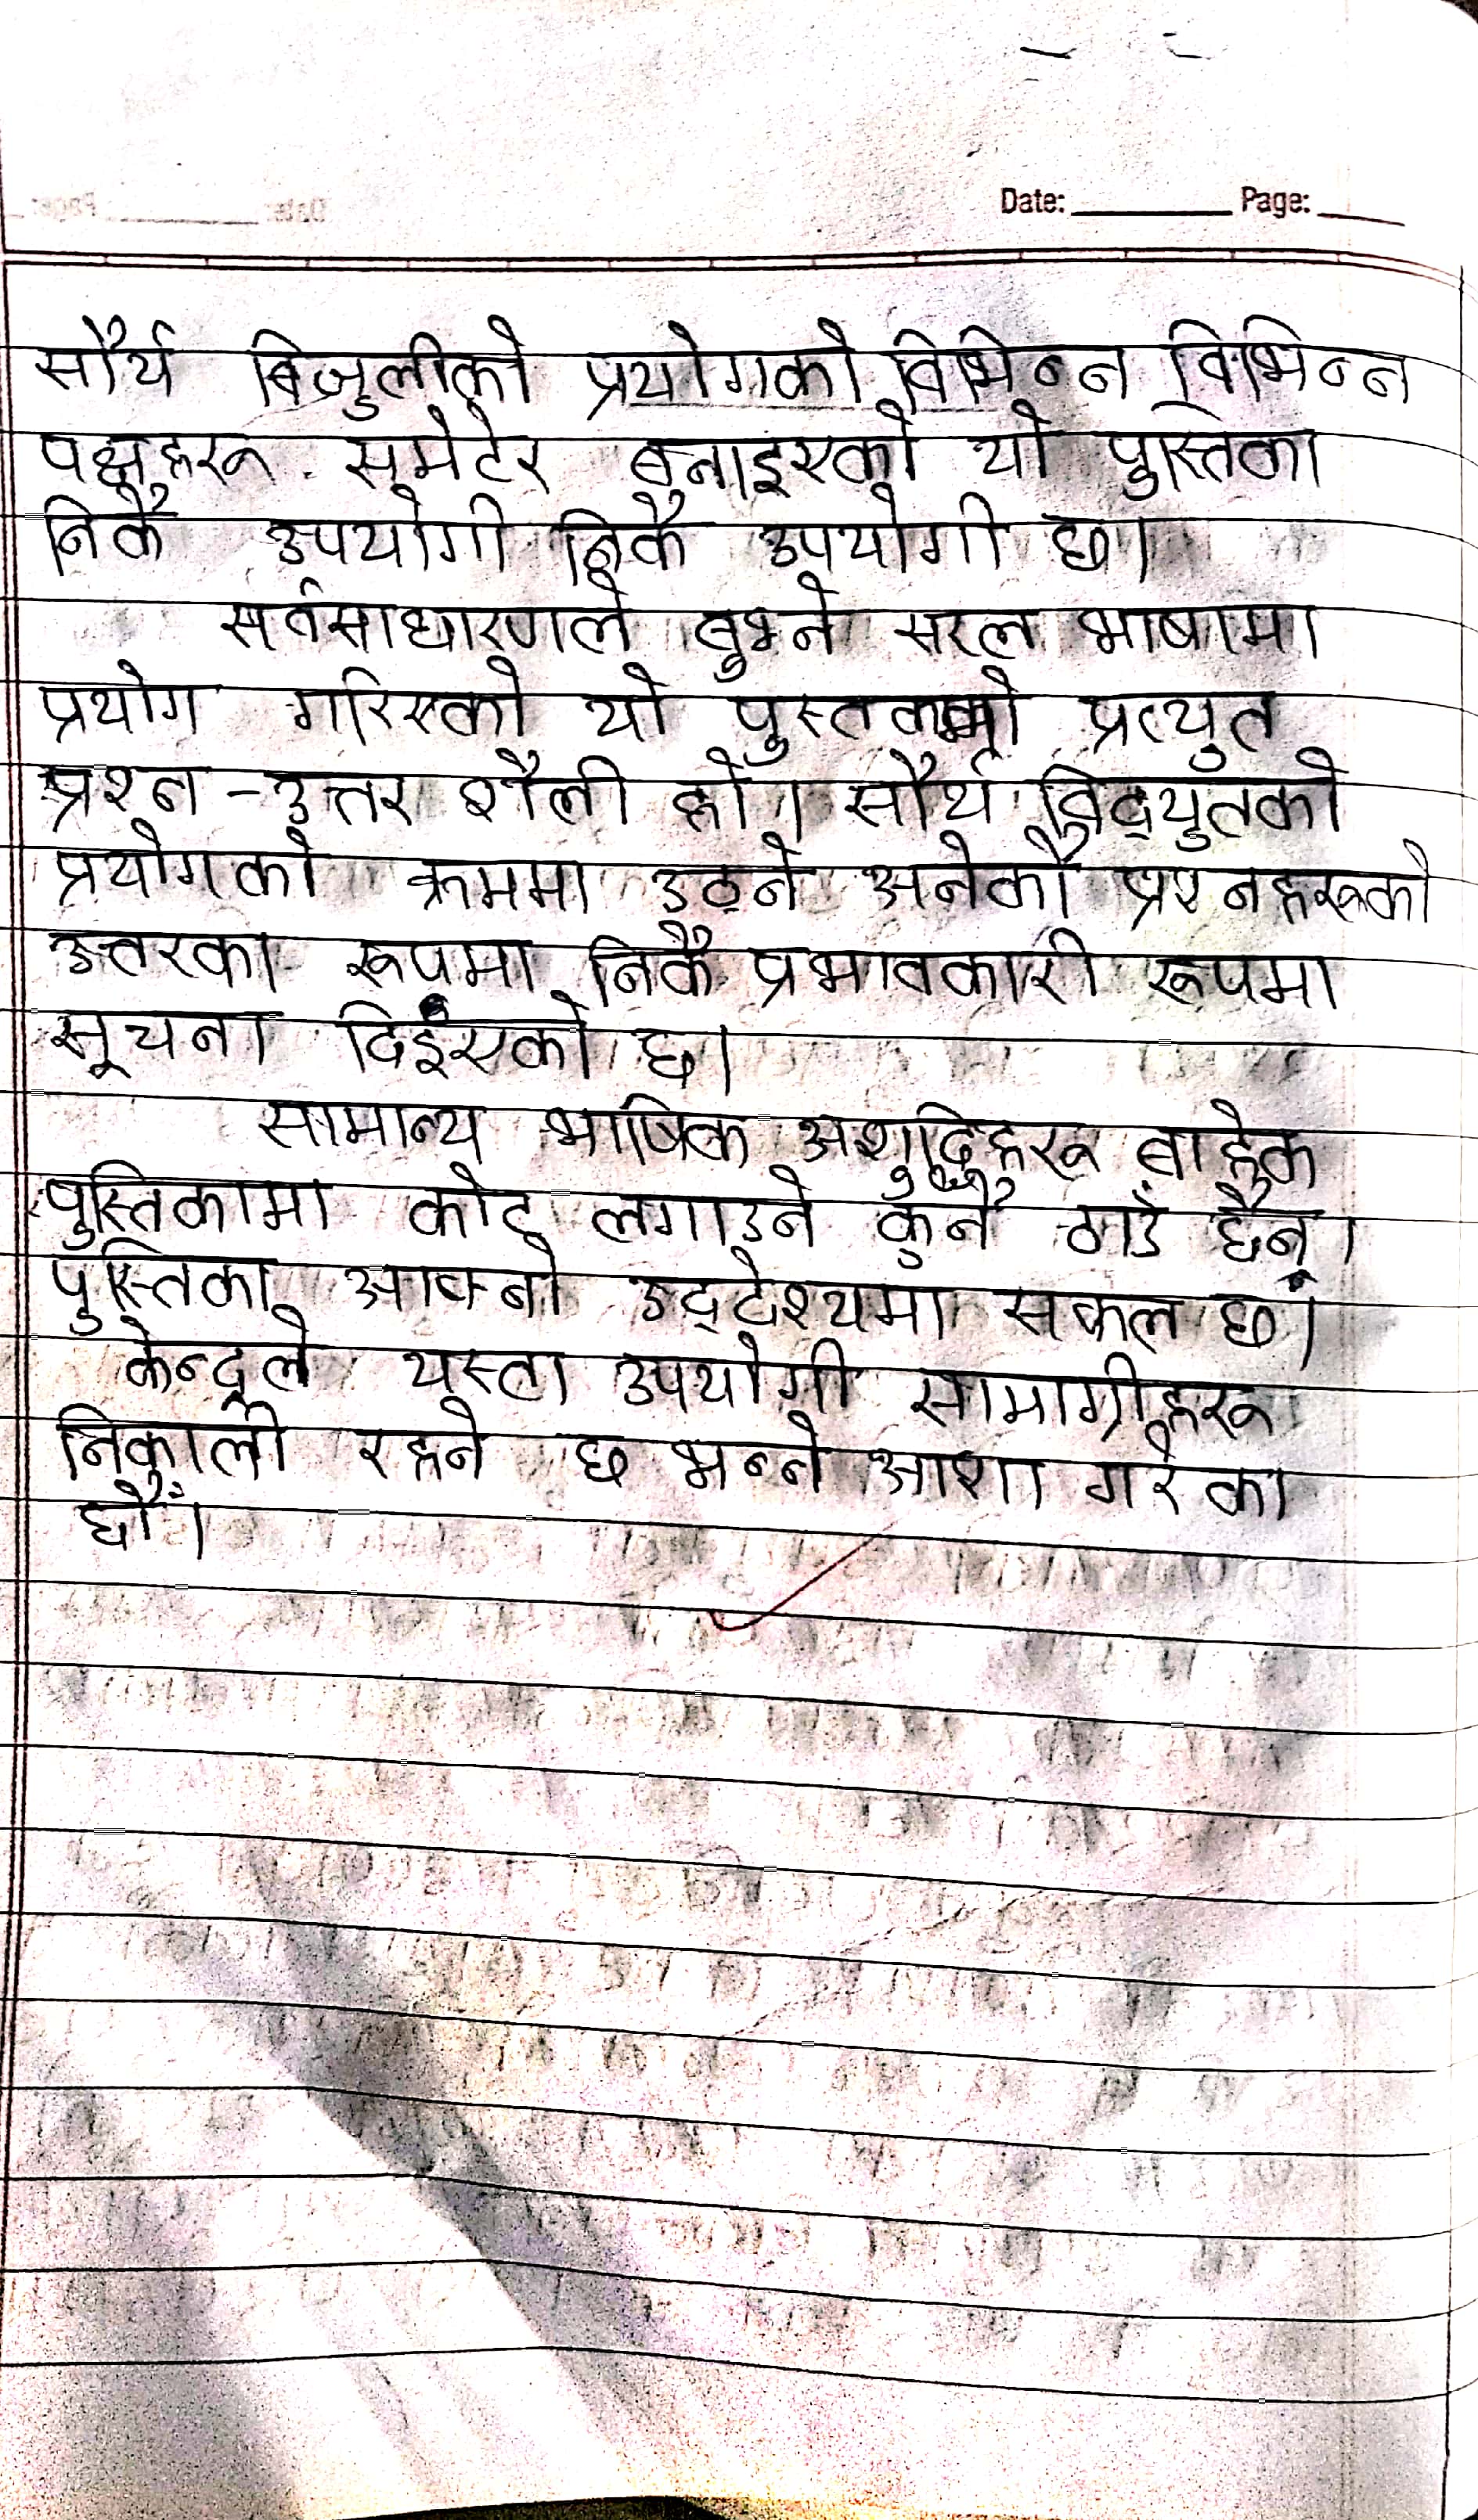 Date: ________ Page: ____
सौर्य बिजुलीको प्रयोगको विभिन्न विभिन्न
पक्षहरू समेटेर बनाइएको यो पुस्तिका
निकै उपयोगी निकै उपयोगी छ।
सर्वसाधारणले बुझ्ने सरल भाषामा
प्रयोग गरिएको यो पुस्तकको प्रत्युत
प्रश्न-उत्तर शैली हो। सौर्य विद्युतको
प्रयोगको क्रममा उठ्ने अनेकौ प्रश्नहरूको
उत्तरका रूपमा निकै प्रभावकारी रूपमा
सूचना दिइएको छ।
सामान्य भाषिक अशुद्धिहरू बाहेक
पुस्तिकामा कोट् लगाउने कुनै ठाउँ छैन।
पुस्तिका आफ्नो उद्देश्यमा सफल छ।
केन्द्रले यस्ता उपयोगी सामाग्रीहरू
निकाली रहने छ भन्ने आशा गरेका
छौँ।